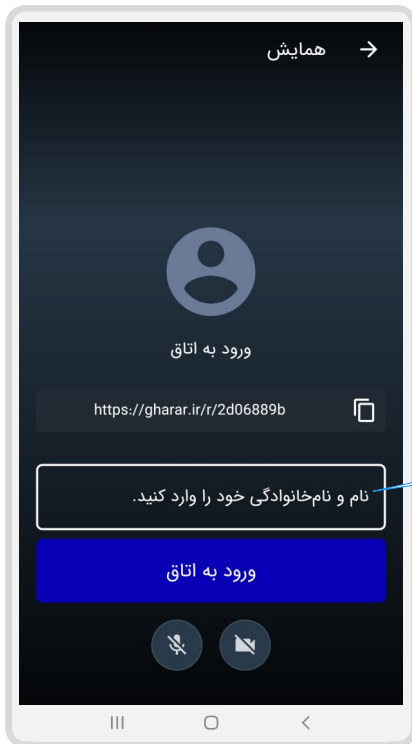 همایش
ورود به اتاق
https://gharar.ir/r/2d06889b
نام و نام‌خانوادگی خود را وارد کنید.
ورود به اتاق